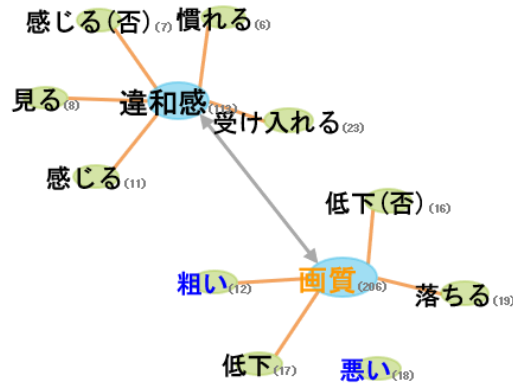 感じる(否)(7)
慣れる(6)
見る(8)
違和感(113)
受け入れる(23)
感じる(11)
低下(否)(16)
粗い(12)
画質(206)
落ちる(19)
低下(17)
悪い(18)